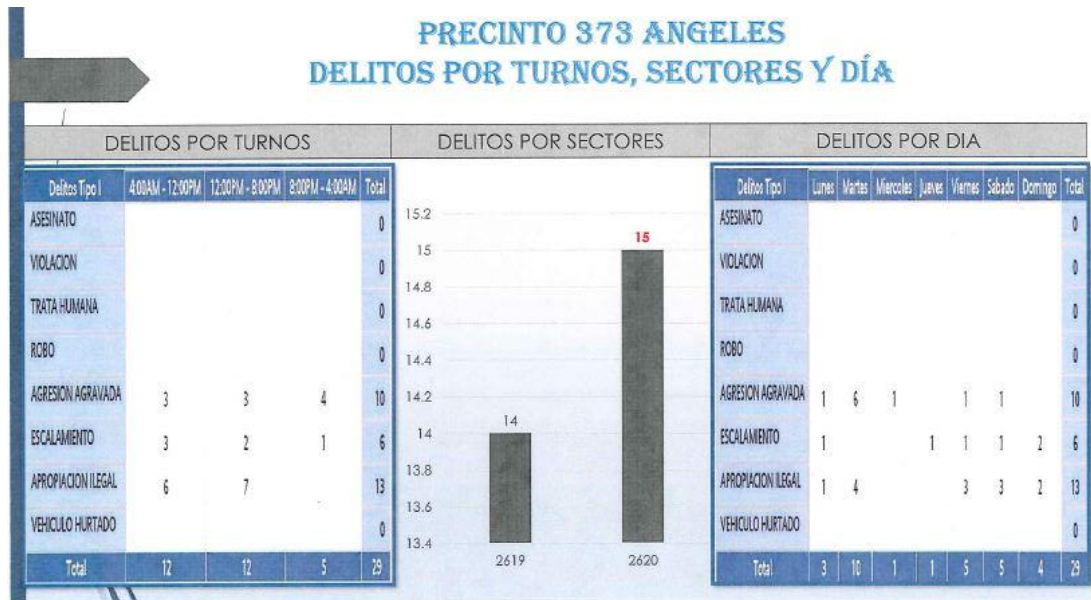 PRECINTO 373 ANGELES
DELITOS POR TURNOS, SECTORES Y DÍA
DELITOS POR TURNOS
Delitos Tipo I 4:00AM - 12:00PM 12:00PM - 8:00PM 8:00PM - 4:00AM Total
ASESINATO 0
VIOLACION 0
TRATA HUMANA 0
ROBO 0
AGRESION AGRAVADA 3 3 4 10
ESCALAMIENTO 3 2 1 6
APROPIACION ILEGAL 6 7 13
VEHICULO HURTADO 0
Total 12 12 5 29
DELITOS POR SECTORES
15.2
15
14.8
14.6
14.4
14.2
14
13.8
13.6
13.4
14
15
2619 2620
DELITOS POR DIA
Delitos Tipo I Lunes Martes Miercoles Jueves Viernes Sabado Domingo Total
ASESINATO 0
VIOLACION 0
TRATA HUMANA 0
ROBO 0
AGRESION AGRAVADA 1 6 1 1 1 10
ESCALAMIENTO 1 1 1 1 2 6
APROPIACION ILEGAL 1 4 3 3 2 13
VEHICULO HURTADO 0
Total 3 10 1 1 5 5 4 29